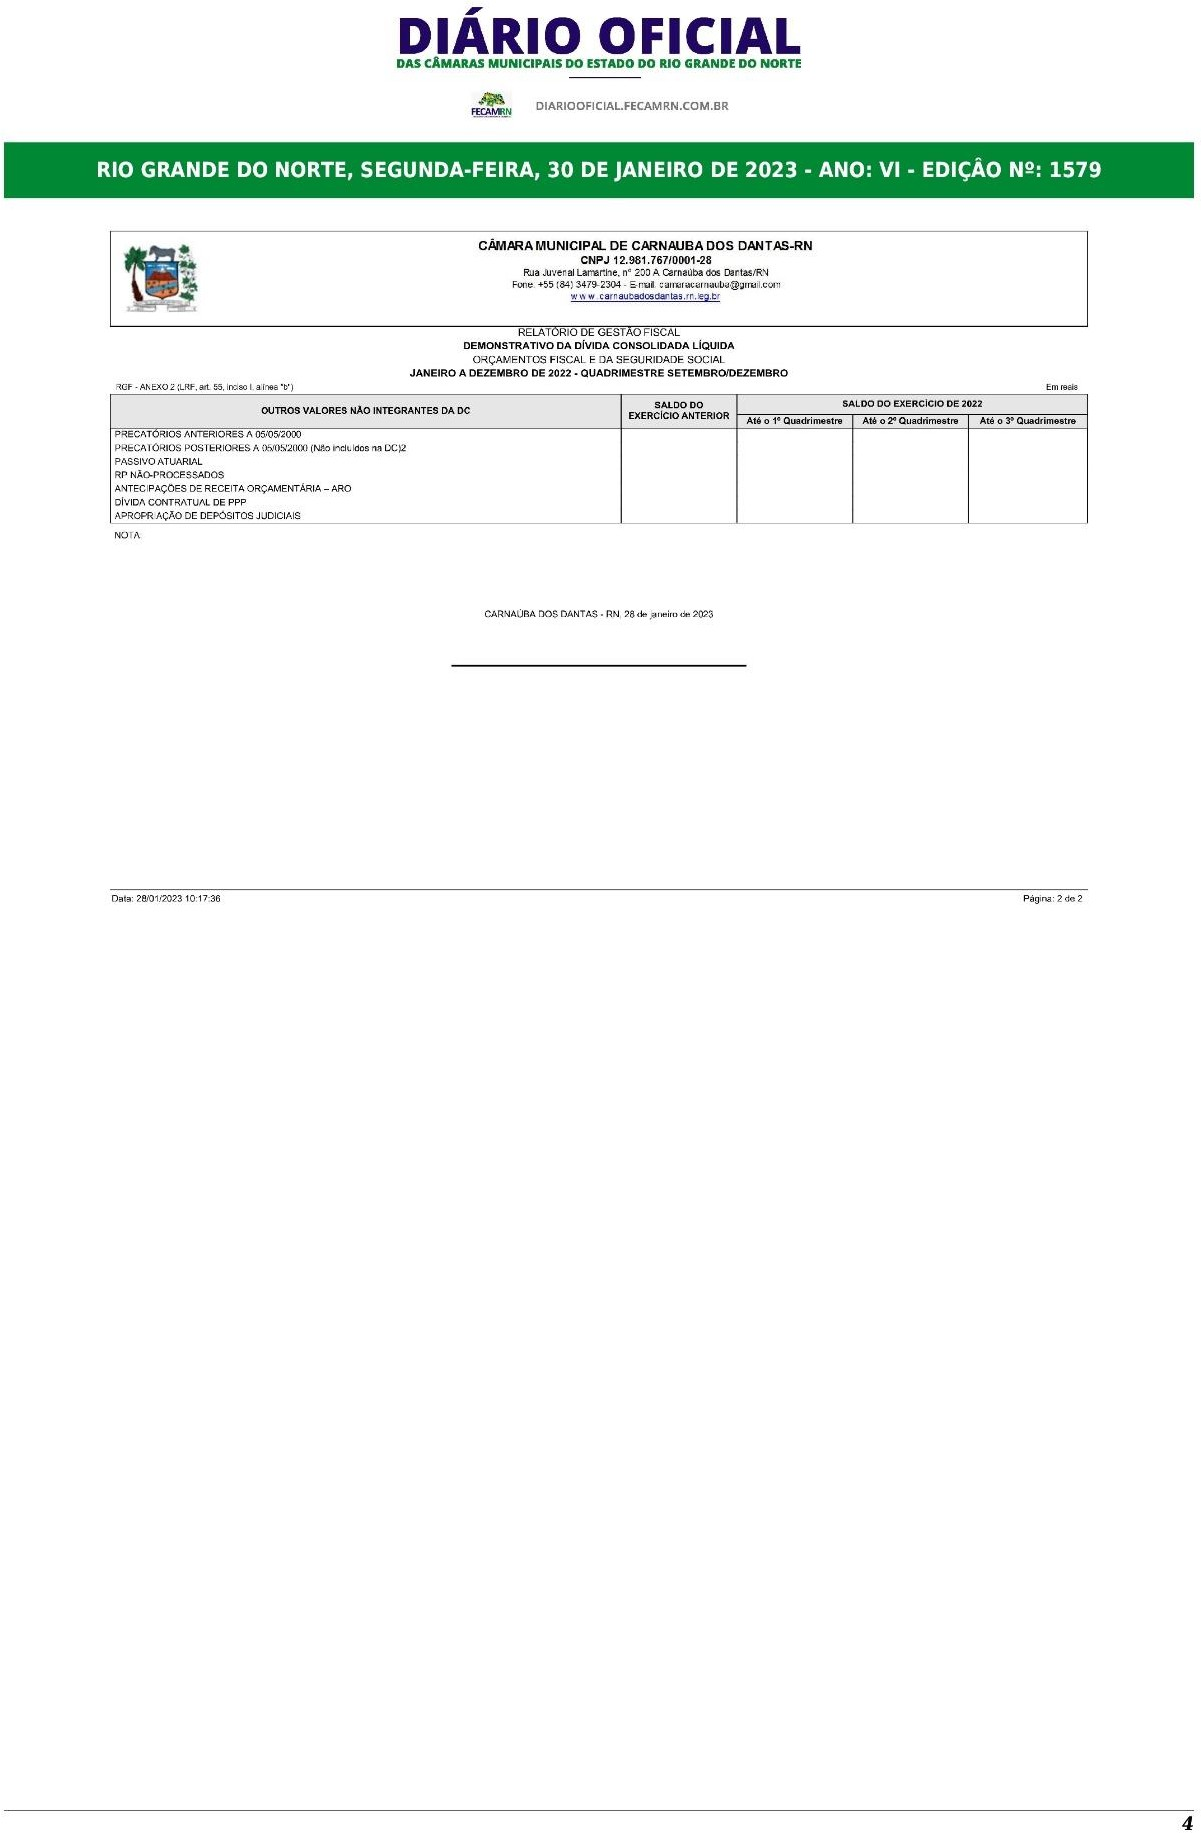 DIÁRIO OFICIAL
DAS CÂMARAS MUNICIPAIS DO ESTADO DO RIO GRANDE DO NORTE
FECAMRN
DIARIOOFICIAL.FECAMRN.COM.BR
RIO GRANDE DO NORTE, SEGUNDA-FEIRA, 30 DE JANEIRO DE 2023 - ANO: VI - EDIÇÂO Nº: 1579
CÂMARA MUNICIPAL DE CARNAUBA DOS DANTAS-RN
CNPJ 12.981.767/0001-28
Rua Juvenal Lamartine, nº 200 A Carnaúba dos Dantas/RN
Fone: +55 (84) 3479-2304 - E-mail: camaracarnauba@gmail.com
www.carnaubadosdantas.rn.leg.br
RELATÓRIO DE GESTÃO FISCAL
DEMONSTRATIVO DA DÍVIDA CONSOLIDADA LÍQUIDA
ORÇAMENTOS FISCAL E DA SEGURIDADE SOCIAL
JANEIRO A DEZEMBRO DE 2022 - QUADRIMESTRE SETEMBRO/DEZEMBRO
RGF - ANEXO 2 (LRF, art. 55, inciso I, alínea "b")
Em reais
OUTROS VALORES NÃO INTEGRANTES DA DC
SALDO DO
EXERCÍCIO ANTERIOR
SALDO DO EXERCÍCIO DE 2022
Até o 1º Quadrimestre
Até o 2º Quadrimestre
Até o 3º Quadrimestre
PRECATÓRIOS ANTERIORES A 05/05/2000
PRECATÓRIOS POSTERIORES A 05/05/2000 (Não incluídos na DC)2
PASSIVO ATUARIAL
RP NÃO-PROCESSADOS
ANTECIPAÇÕES DE RECEITA ORÇAMENTÁRIA – ARO
DÍVIDA CONTRATUAL DE PPP
APROPRIAÇÃO DE DEPÓSITOS JUDICIAIS
NOTA:
CARNAÚBA DOS DANTAS - RN, 28 de janeiro de 2023
Data: 28/01/2023 10:17:36
Página: 2 de 2
4